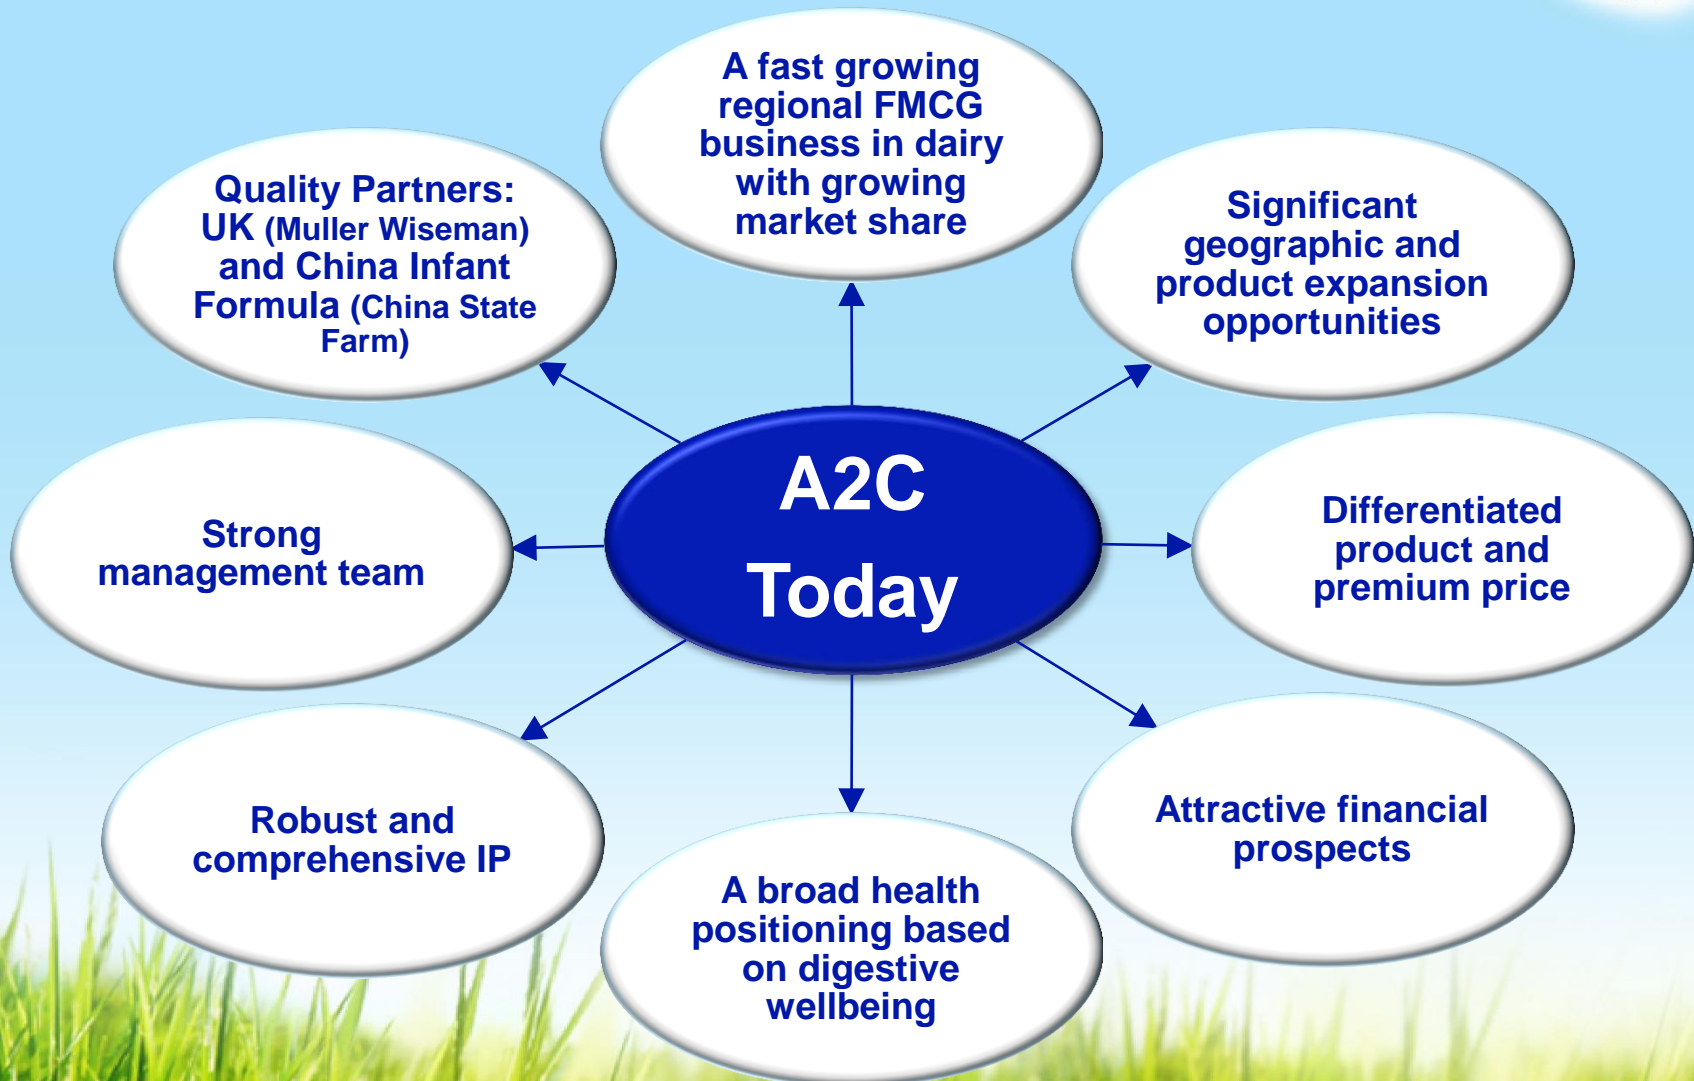 A fast growing
regional FMCG
business in dairy
with growing
market share
Quality Partners:
UK (Muller Wiseman)
and China Infant
Formula (China State
Farm)
Significant
geographic and
product expansion
opportunities
A2C
Today
Strong
management team
Differentiated
product and
premium price
Robust and
comprehensive IP
Attractive financial
prospects
A broad health
positioning based
on digestive
wellbeing